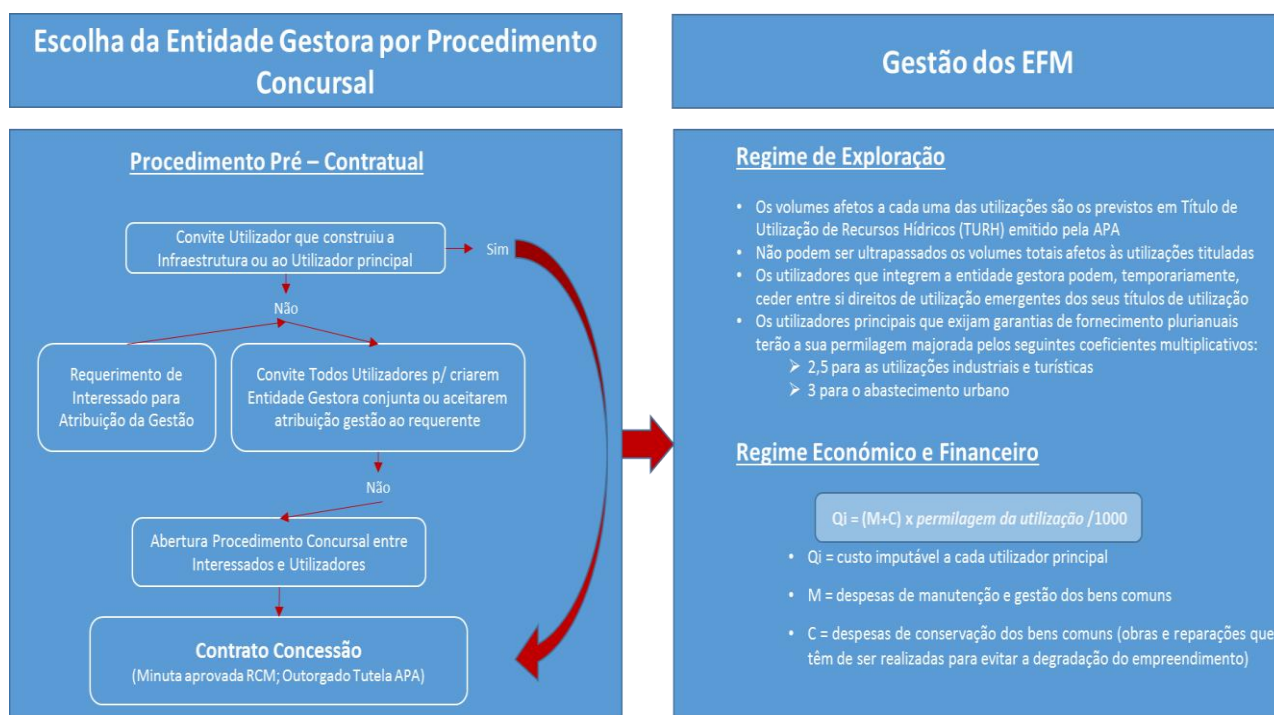 Escolha da Entidade Gestora por Procedimento
Concursal
Procedimento Pré – Contratual
Convite Utilizador que construiu a
Infraestrutura ou ao Utilizador principal
Sim
Não
Requerimento de
Interessado para
Atribuição da Gestão
Convite Todos Utilizadores p/ criarem
Entidade Gestora conjunta ou aceitarem
atribuição gestão ao requerente
Não
Abertura Procedimento Concursal entre
Interessados e Utilizadores
Contrato Concessão
(Minuta aprovada RCM; Outorgado Tutela APA)
Gestão dos EFM
Regime de Exploração
• Os volumes afetos a cada uma das utilizações são os previstos em Título de
Utilização de Recursos Hídricos (TURH) emitido pela APA
• Não podem ser ultrapassados os volumes totais afetos às utilizações tituladas
• Os utilizadores que integrem a entidade gestora podem, temporariamente,
ceder entre si direitos de utilização emergentes dos seus títulos de utilização
• Os utilizadores principais que exijam garantias de fornecimento plurianuais
terão a sua permilagem majorada pelos seguintes coeficientes multiplicativos:
➢ 2,5 para as utilizações industriais e turísticas
➢ 3 para o abastecimento urbano
Regime Económico e Financeiro
Qi = (M+C) x permilagem da utilização /1000
• Qi = custo imputável a cada utilizador principal
• M = despesas de manutenção e gestão dos bens comuns
• C = despesas de conservação dos bens comuns (obras e reparações que
têm de ser realizadas para evitar a degradação do empreendimento)